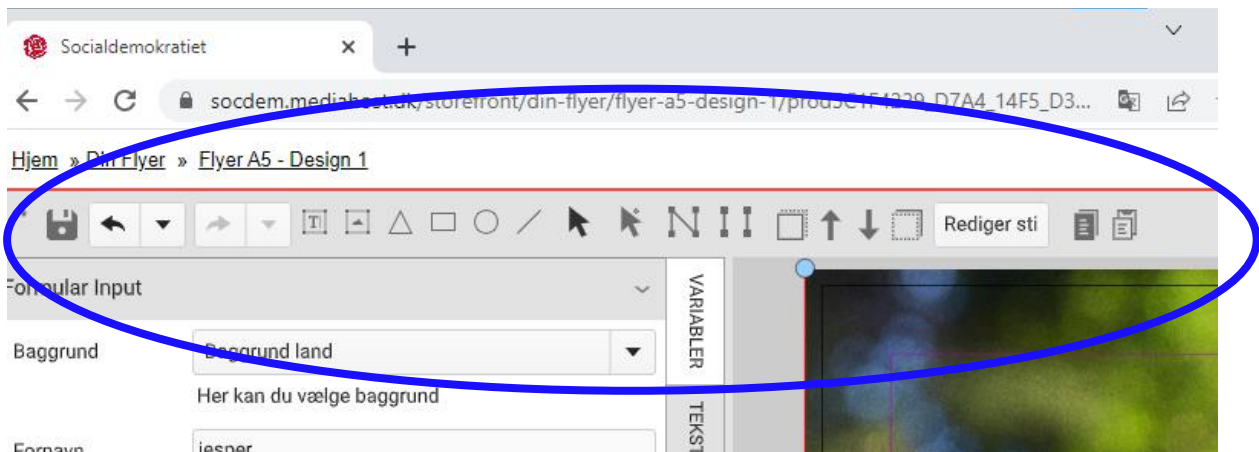 Socialdemokratiet
socdem.mediahost.dk/storefront/din-flyer/flyer-a5-design-1/
Hjem » Din Flyer » Flyer A5 - Design 1
T Rediger sti
Formular Input
VARIABLER
Baggrund Baggrund land
Her kan du vælge baggrund
TEKST
Fornavn jesper